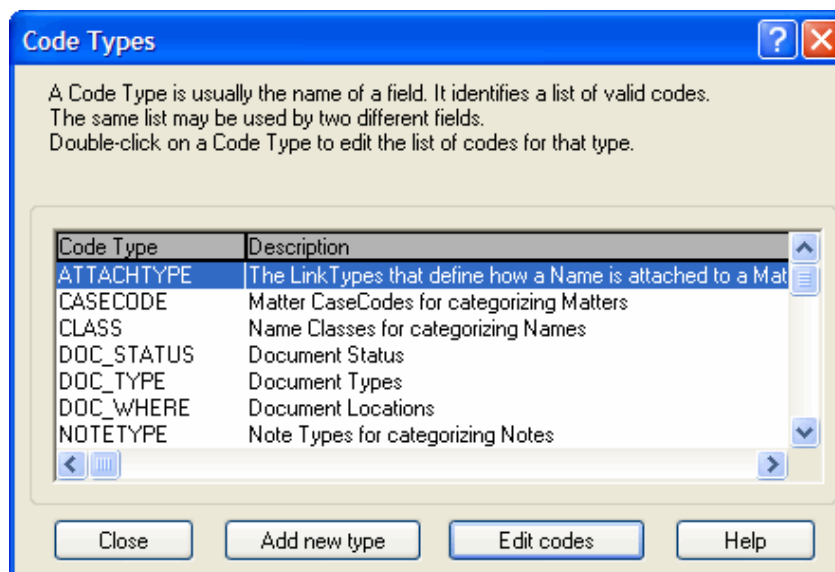 Code Types
A Code Type is usually the name of a field. It identifies a list of valid codes.
The same list may be used by two different fields.
Double-click on a Code Type to edit the list of codes for that type.
Code Type Description
ATTACHTYPE The LinkTypes that define how a Name is attached to a Mat
CASECODE Matter CaseCodes for categorizing Matters
CLASS Name Classes for categorizing Names
DOC_STATUS Document Status
DOC_TYPE Document Types
DOC_WHERE Document Locations
NOTETYPE Note Types for categorizing Notes
Close Add new type Edit codes Help